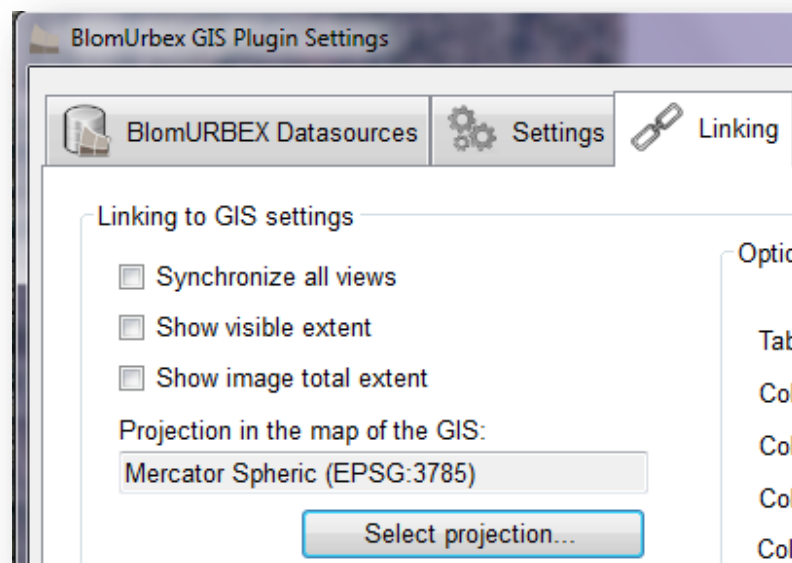 BlomUrbex GIS Plugin Settings
BlomURBEX Datasources Settings Linking
Linking to GIS settings
Synchronize all views
Show visible extent
Show image total extent
Projection in the map of the GIS:
Mercator Spheric (EPSG:3785)
Select projection...